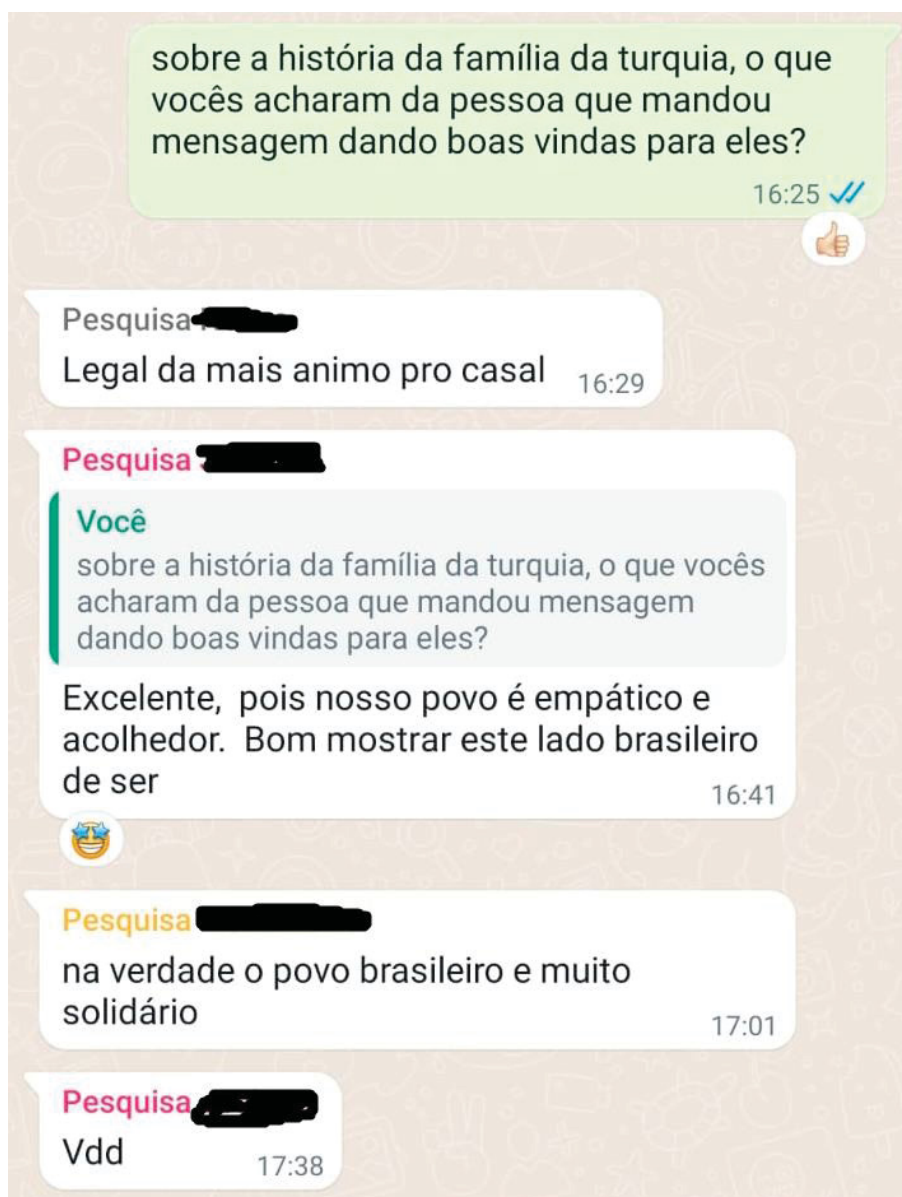 sobre a história da família da turquia, o que
vocês acharam da pessoa que mandou
mensagem dando boas vindas para eles?
16:25
Pesquisa
Legal da mais animo pro casal
16:29
Pesquisa
Você
sobre a história da família da turquia, o que vocês
acharam da pessoa que mandou mensagem
dando boas vindas para eles?
Excelente,  pois nosso povo é empático e
acolhedor.  Bom mostrar este lado brasileiro
de ser
16:41
Pesquisa
na verdade o povo brasileiro e muito
solidário
17:01
Pesquisa
Vdd
17:38